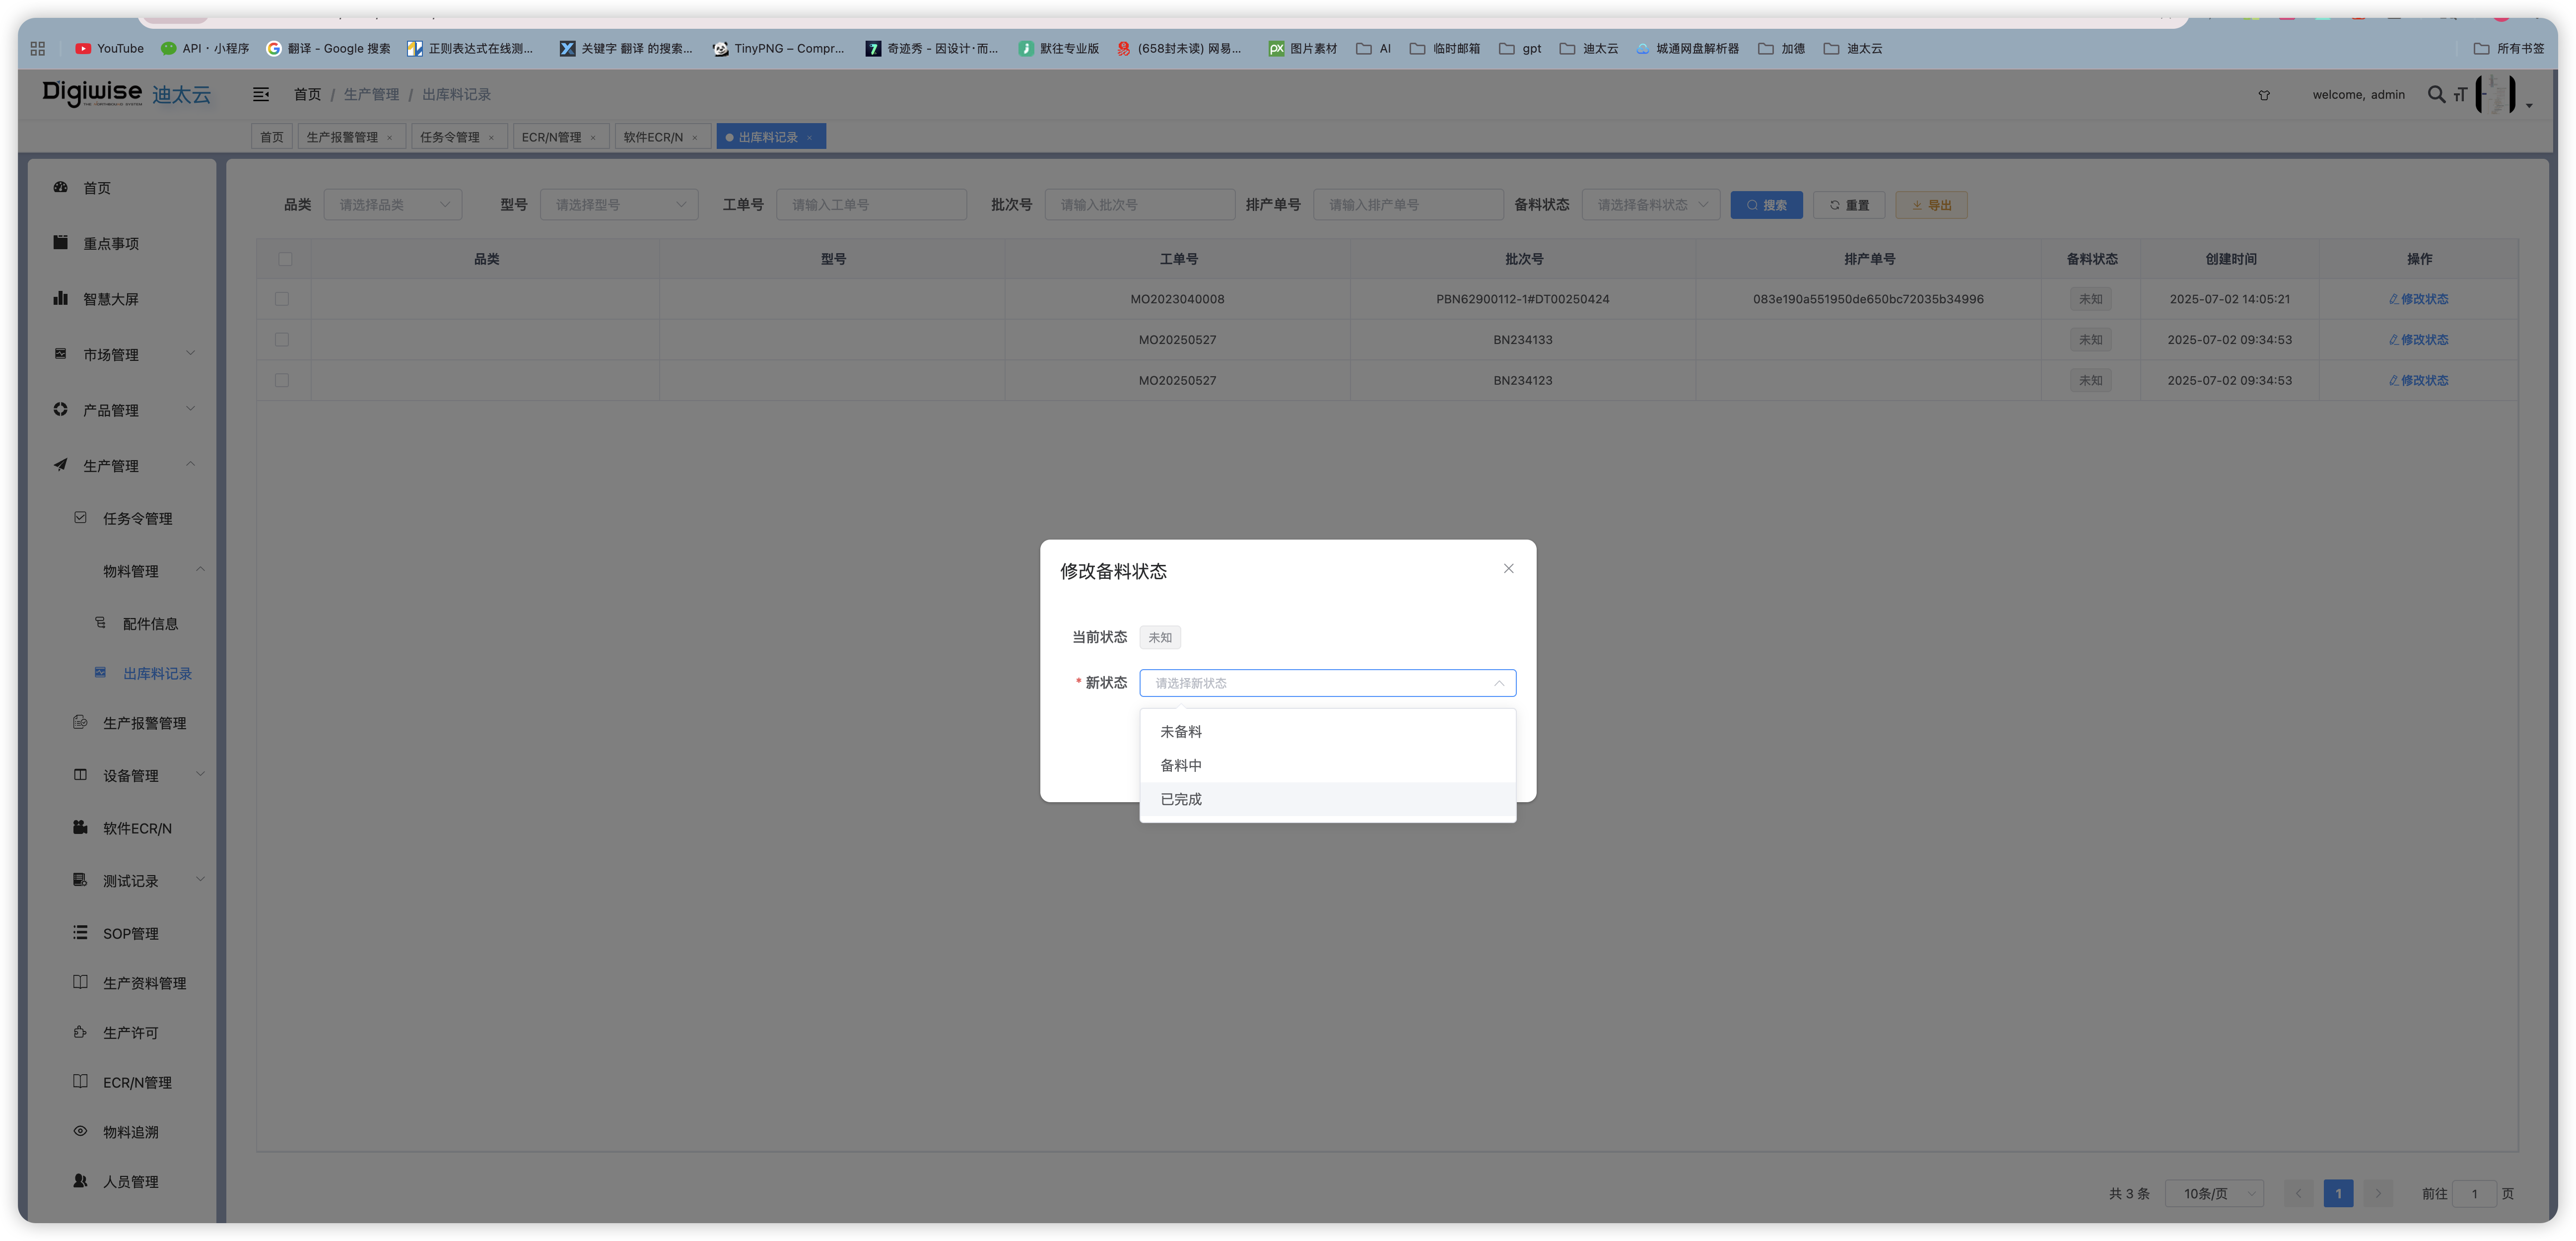 YouTube API · 小程序 翻译 - Google 搜索 正则表达式在线测... 关键字 翻译 的搜索... TinyPNG – Compr... 奇迹秀 - 因设计·而... 默往专业版 (658封未读) 网易... 图片素材 AI 临时邮箱 gpt 迪太云 城通网盘解析器 加德 迪太云 所有书签
Digiwise 迪太云 首页 / 生产管理 / 出库料记录 welcome, admin
首页 生产报警管理 × 任务令管理 × ECR/N管理 × 软件ECR/N × 出库料记录 ×
首页
重点事项
智慧大屏
市场管理
产品管理
生产管理
任务令管理
物料管理
配件信息
出库料记录
生产报警管理
设备管理
软件ECR/N
测试记录
SOP管理
生产资料管理
生产许可
ECR/N管理
物料追溯
人员管理
品类 请选择品类 型号 请选择型号 工单号 请输入工单号 批次号 请输入批次号 排产单号 请输入排产单号 备料状态 请选择备料状态 搜索 重置 导出
品类 型号 工单号 批次号 排产单号 备料状态 创建时间 操作
MO2023040008 PBN62900112-1#DT00250424 083e190a551950de650bc72035b34996 未知 2025-07-02 14:05:21 修改状态
MO20250527 BN234133 未知 2025-07-02 09:34:53 修改状态
MO20250527 BN234123 未知 2025-07-02 09:34:53 修改状态
修改备料状态
当前状态 未知
* 新状态 请选择新状态
未备料
备料中
已完成
共 3 条 10条/页 1 前往 1 页